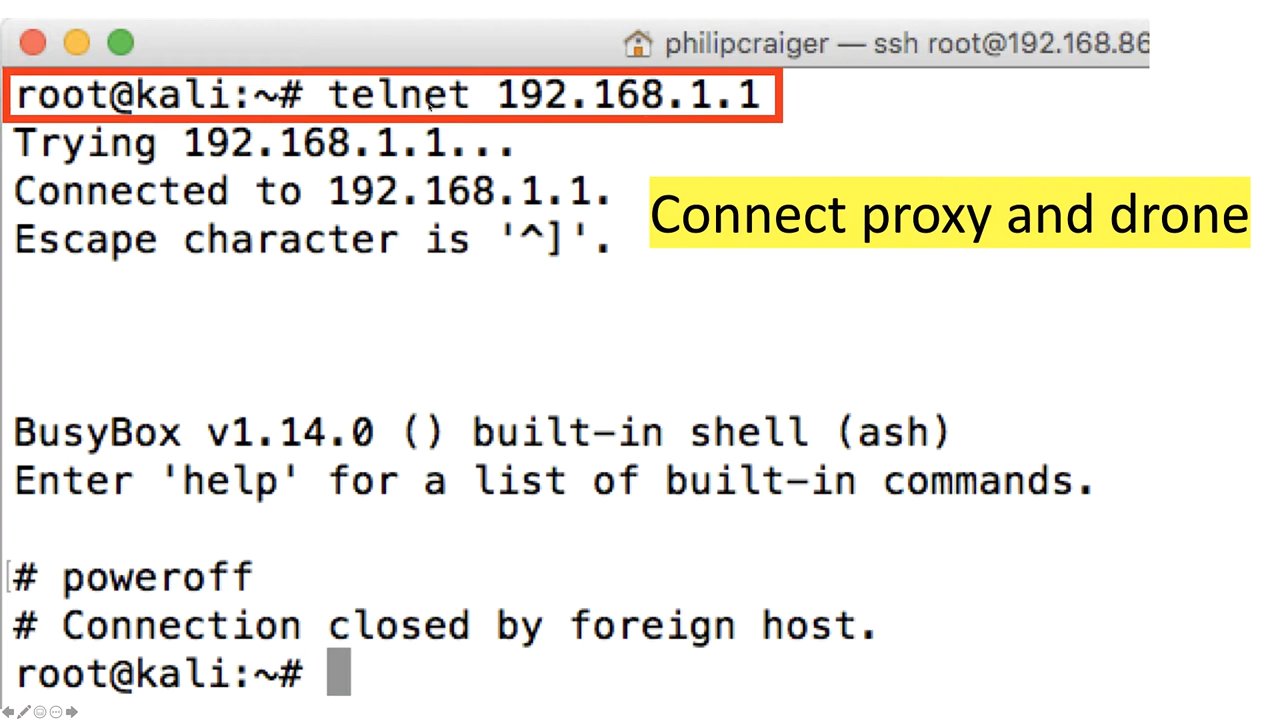 philipcraiger — ssh root@192.168.86
root@kali:~# telnet 192.168.1.1
Trying 192.168.1.1...
Connected to 192.168.1.1.
Escape character is '^]'.
Connect proxy and drone
BusyBox v1.14.0 () built-in shell (ash)
Enter 'help' for a list of built-in commands.
# poweroff
# Connection closed by foreign host.
root@kali:~#